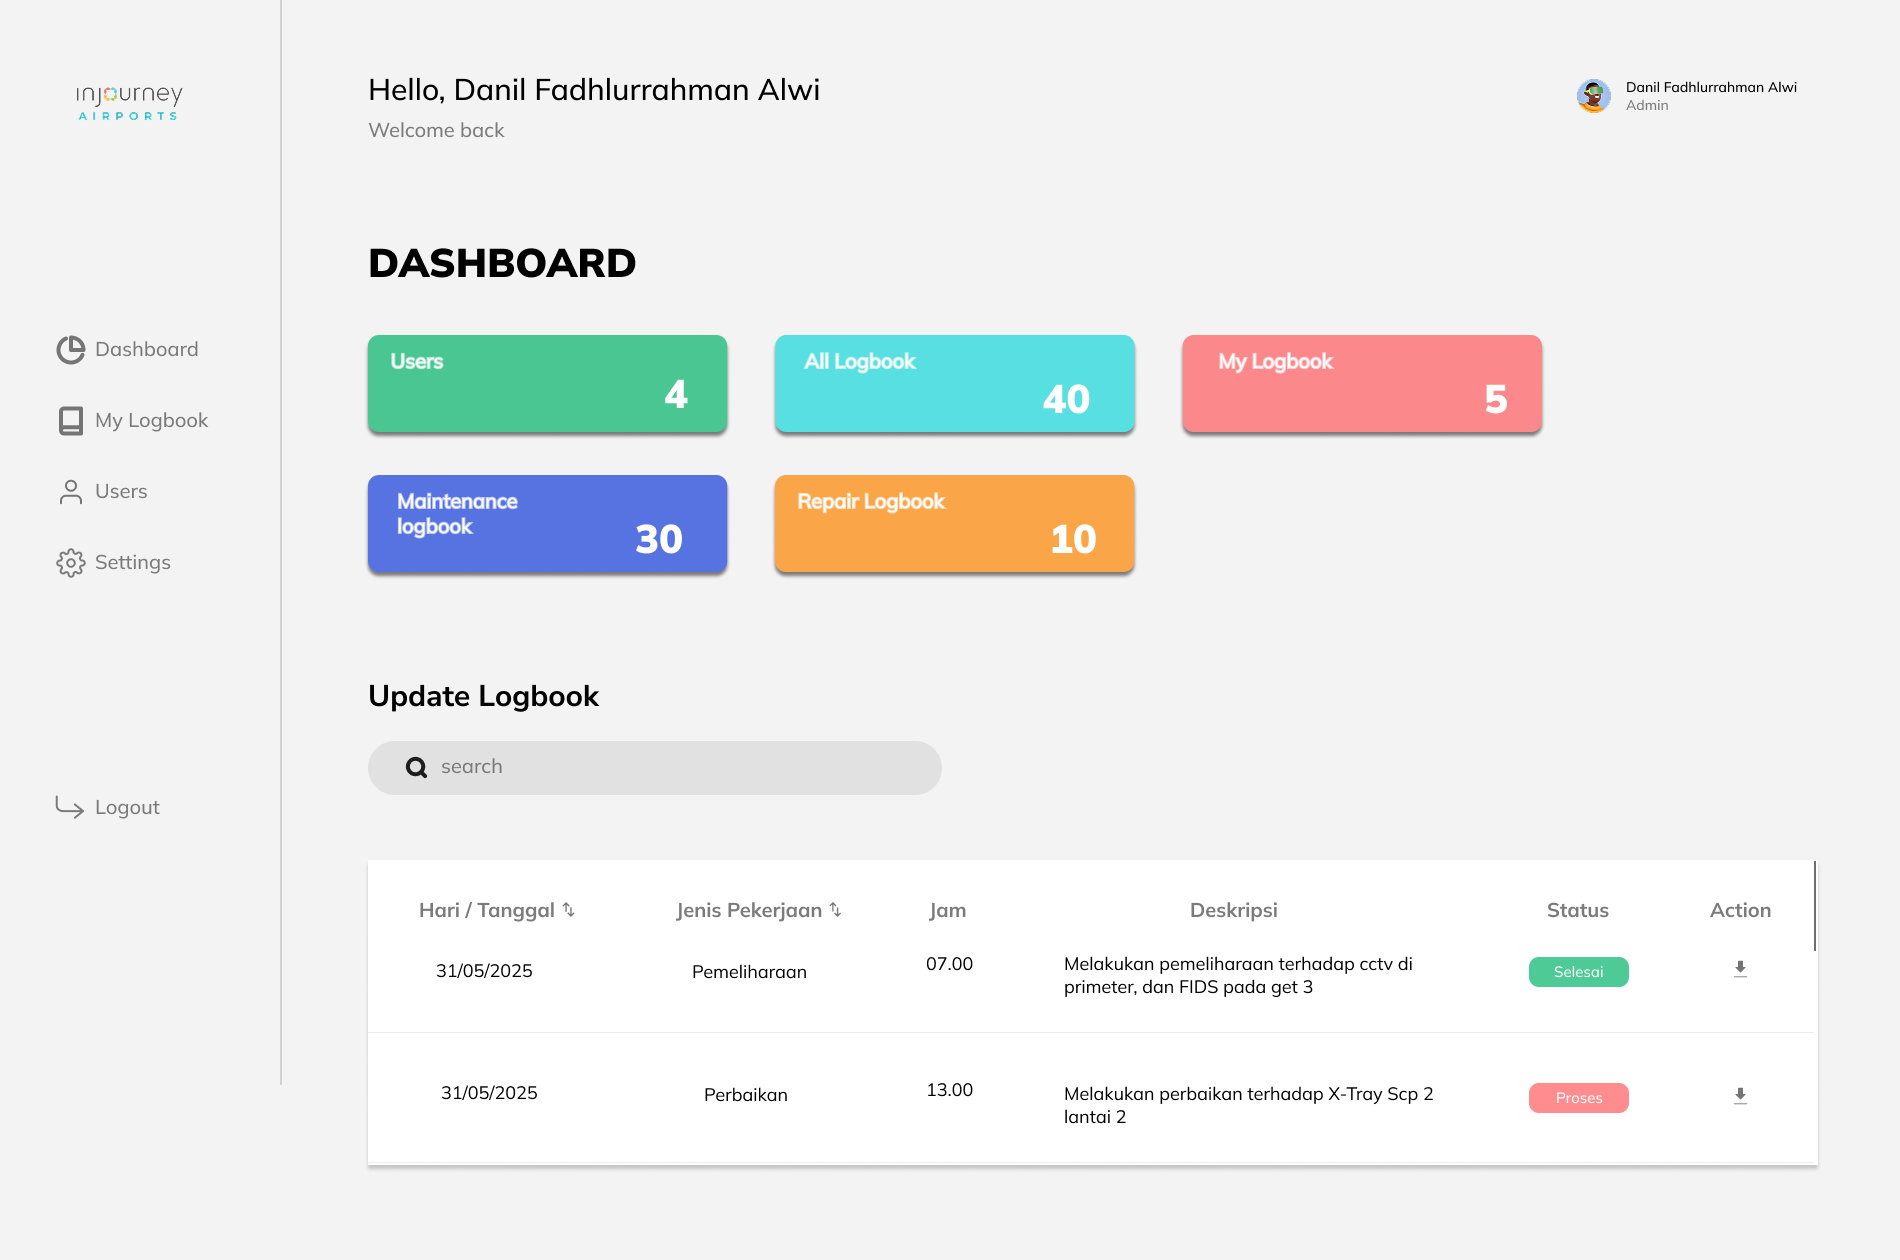 injourney
AIRPORTS
Hello, Danil Fadhlurrahman Alwi
Welcome back
Danil Fadhlurrahman Alwi
Admin
Dashboard
My Logbook
Users
Settings
Logout
DASHBOARD
Users
4
All Logbook
40
My Logbook
5
Maintenance
logbook
30
Repair Logbook
10
Update Logbook
search
Hari / Tanggal Jenis Pekerjaan Jam Deskripsi Status Action
31/05/2025 Pemeliharaan 07.00 Melakukan pemeliharaan terhadap cctv di
primeter, dan FIDS pada get 3
Selesai
31/05/2025 Perbaikan 13.00 Melakukan perbaikan terhadap X-Tray Scp 2
lantai 2
Proses